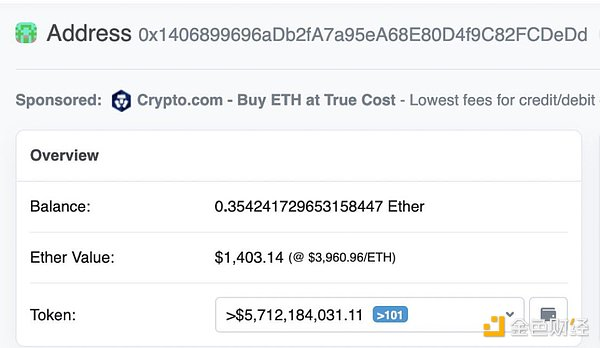 Address 0x1406899696aDb2fA7a95eA68E80D4f9C82FCDeDd
Sponsored: Crypto.com - Buy ETH at True Cost - Lowest fees for credit/debit
Overview
Balance: 0.354241729653158447 Ether
Ether Value: $1,403.14 (@ $3,960.96/ETH)
Token: >$5,712,184,031.11 >101
金色财经